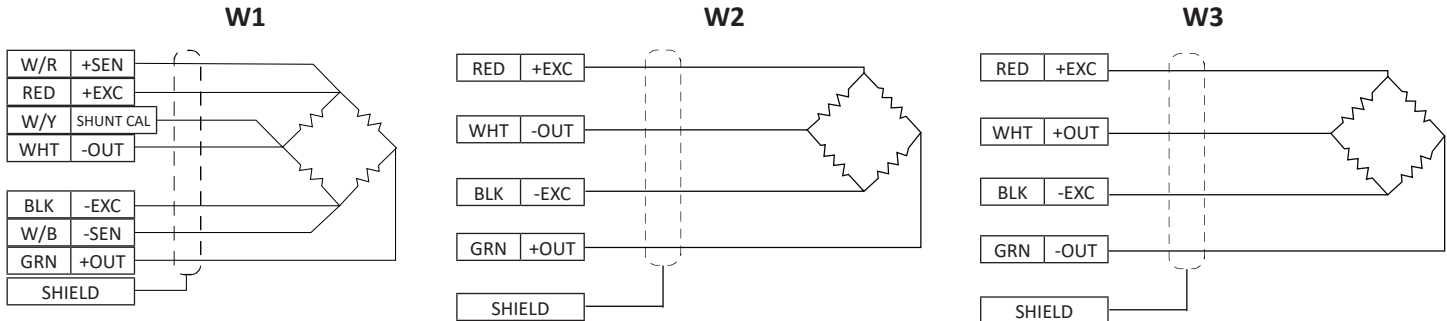 W1
W/R +SEN
RED +EXC
W/Y SHUNT CAL
WHT -OUT
BLK -EXC
W/B -SEN
GRN +OUT
SHIELD
W2
RED +EXC
WHT -OUT
BLK -EXC
GRN +OUT
SHIELD
W3
RED +EXC
WHT +OUT
BLK -EXC
GRN -OUT
SHIELD